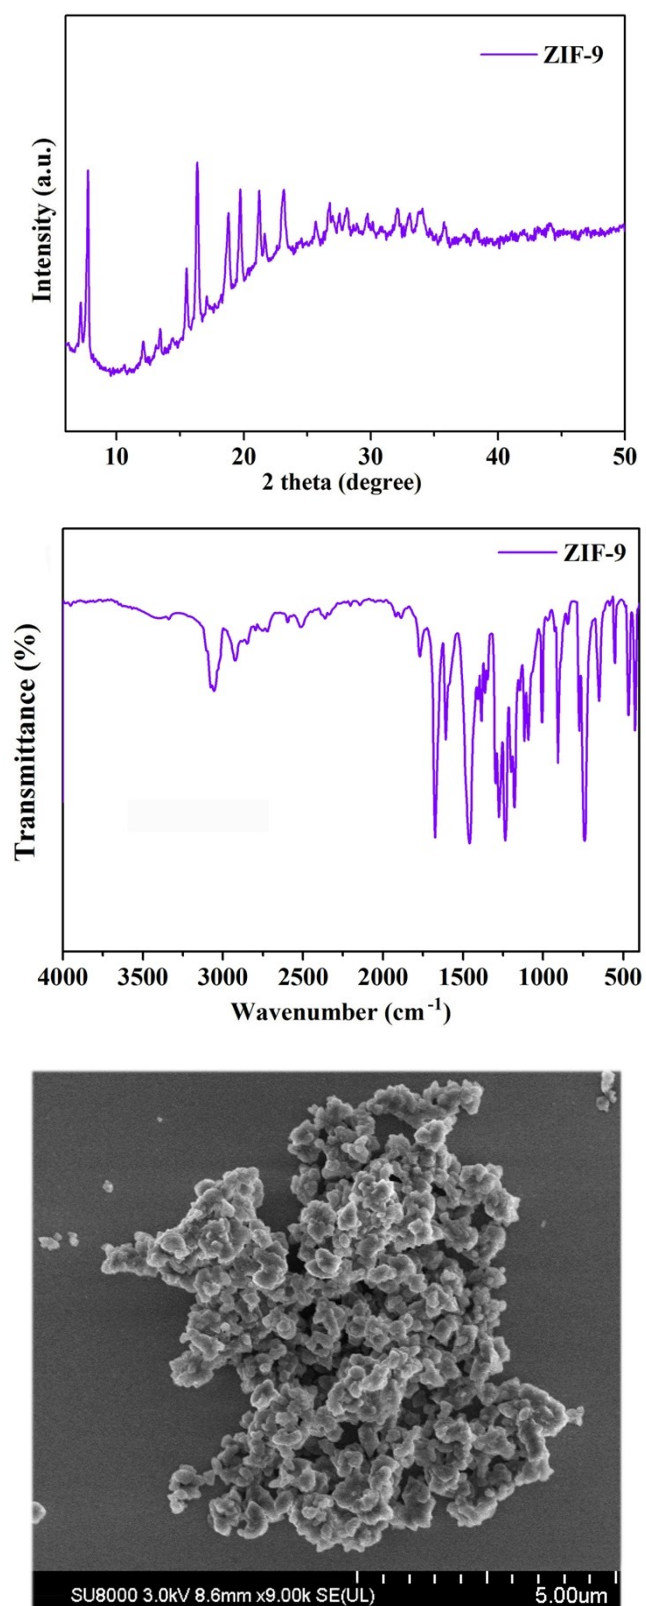 ZIF-9
Intensity (a.u.)
10 20 30 40 50
2 theta (degree)
ZIF-9
Transmittance (%)
4000 3500 3000 2500 2000 1500 1000 500
Wavenumber (cm⁻¹)
SU8000 3.0kV 8.6mm x9.00k SE(UL) 5.00um